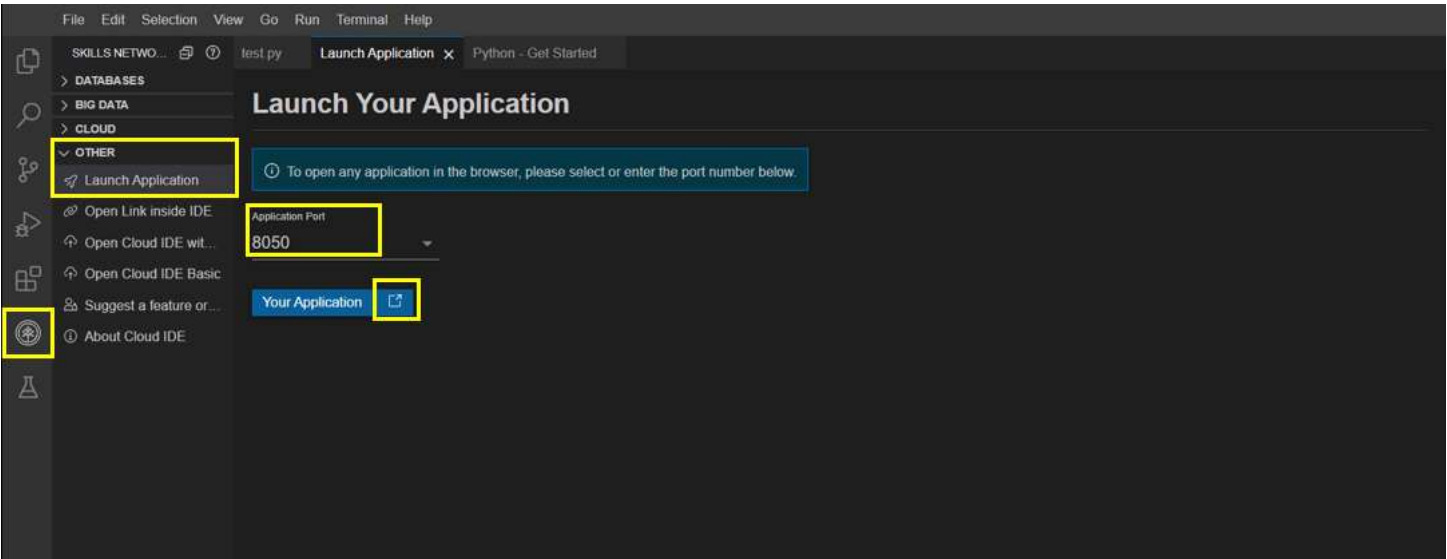 File Edit Selection View Go Run Terminal Help
SKILLS NETWO...
test.py Launch Application Python - Get Started
DATABASES
BIG DATA
CLOUD
OTHER
Launch Application
Open Link inside IDE
Open Cloud IDE wit...
Open Cloud IDE Basic
Suggest a feature or...
About Cloud IDE
Launch Your Application
To open any application in the browser, please select or enter the port number below.
Application Port
8050
Your Application